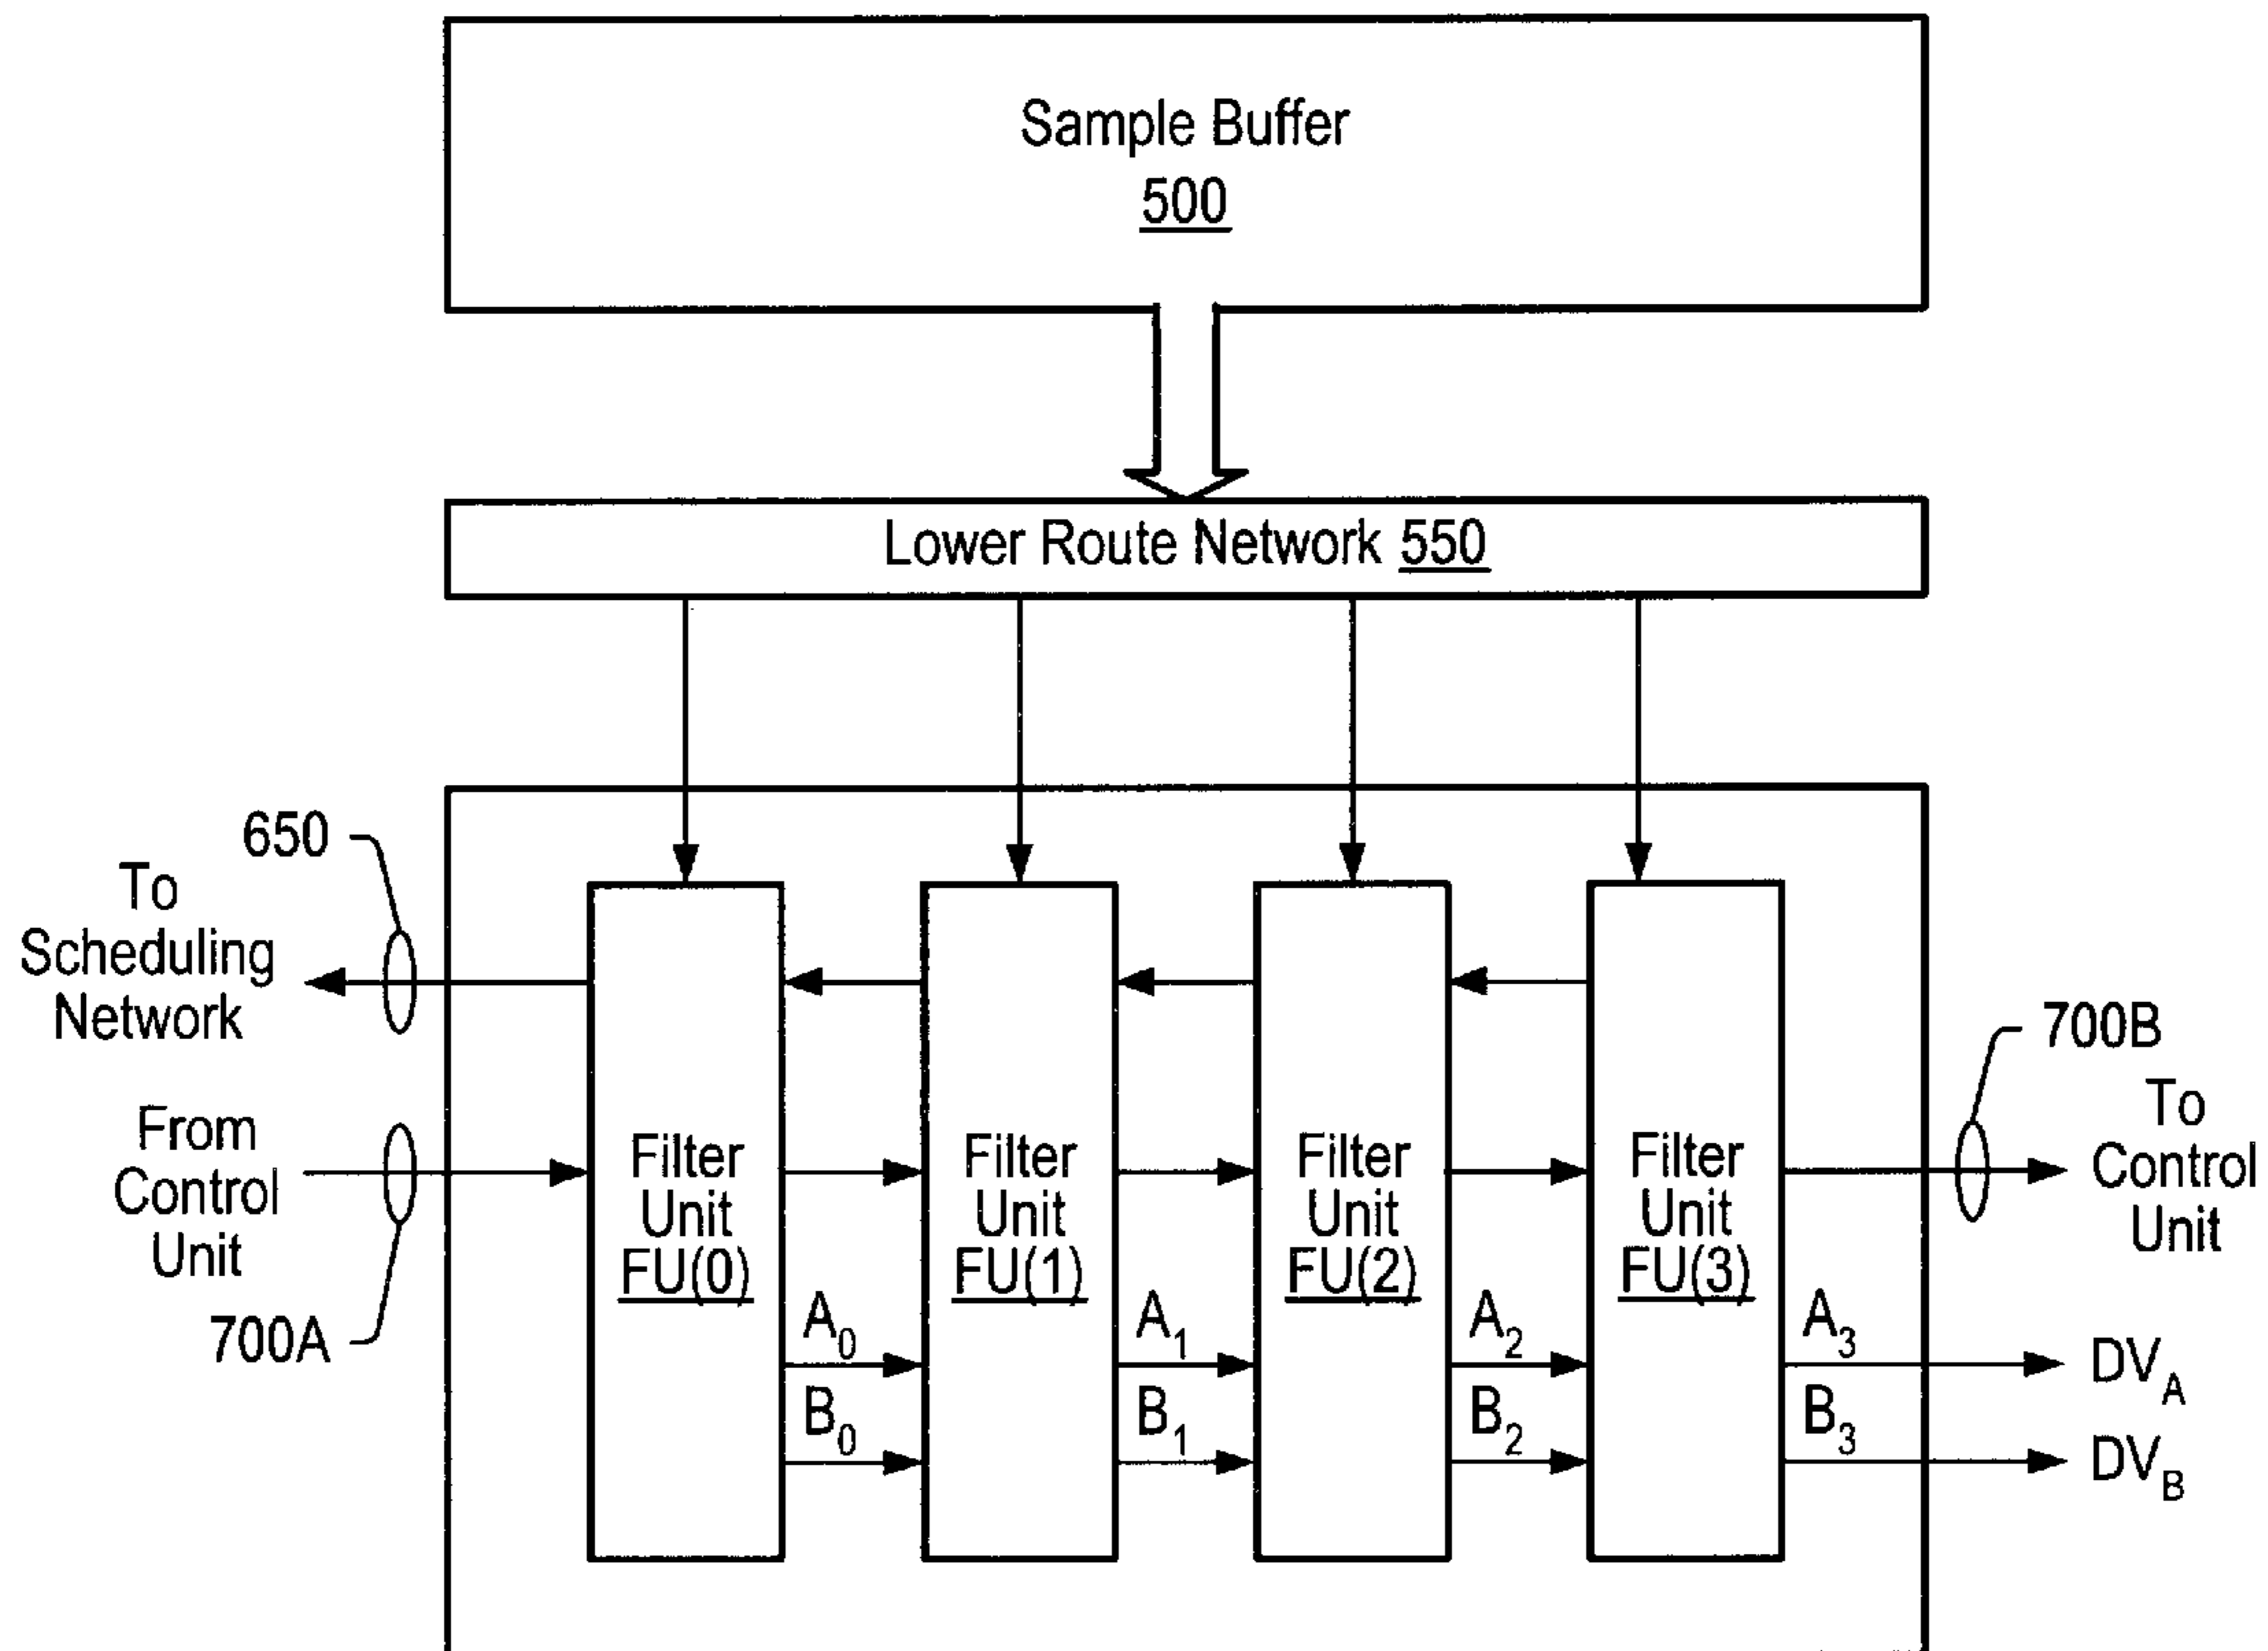 Sample Buffer
500
Lower Route Network 550
650
To
Scheduling
Network
From
Control
Unit
700A
Filter
Unit
FU(0)
A0
B0
Filter
Unit
FU(1)
A1
B1
Filter
Unit
FU(2)
A2
B2
Filter
Unit
FU(3)
A3
B3
700B
To
Control
Unit
DVA
DVB